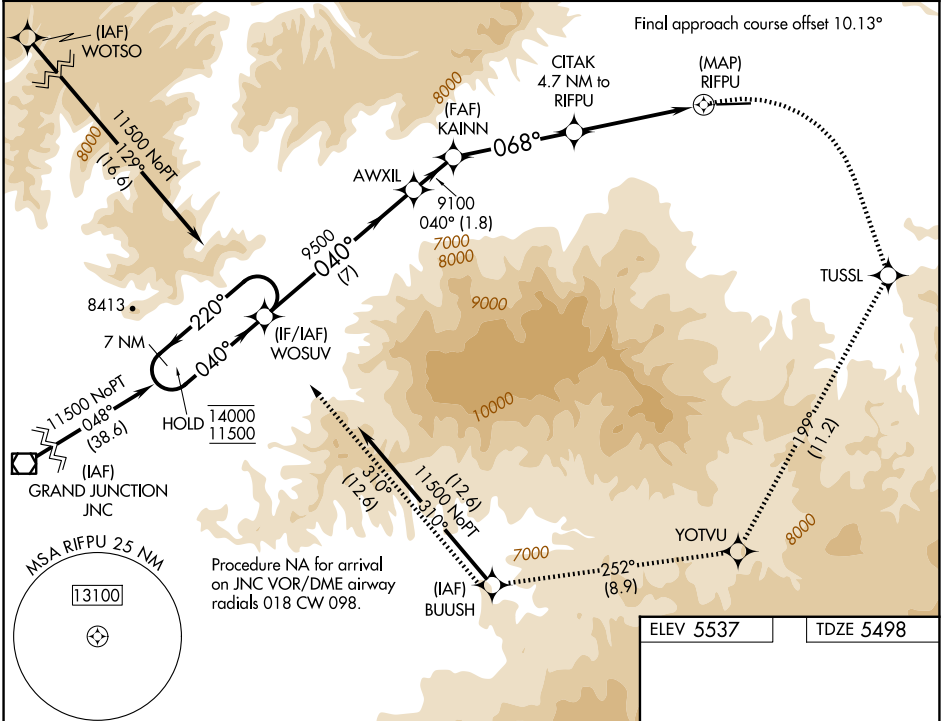 Final approach course offset 10.13°
(IAF)
WOTSO
8000
11500 NoPT
129°
(16.6)
8000
CITAK
4.7 NM to
RIFPU
(MAP)
RIFPU
(FAF)
KAINN
068°
AWXIL
9100
040° (1.8)
7000
8000
9500
040°
(7)
TUSSL
8413
220°
7 NM
040°
(IF/IAF)
WOSUV
9000
10000
11500 NoPT
048°
(38.6)
HOLD
14000
11500
(IAF)
GRAND JUNCTION
JNC
310°
(12.6)
(12.6)
11500 NoPT
310°
199°
(11.2)
YOTVU
8000
7000
252°
(8.9)
(IAF)
BUUSH
Procedure NA for arrival
on JNC VOR/DME airway
radials 018 CW 098.
MSA RIFPU 25 NM
13100
ELEV 5537
TDZE 5498